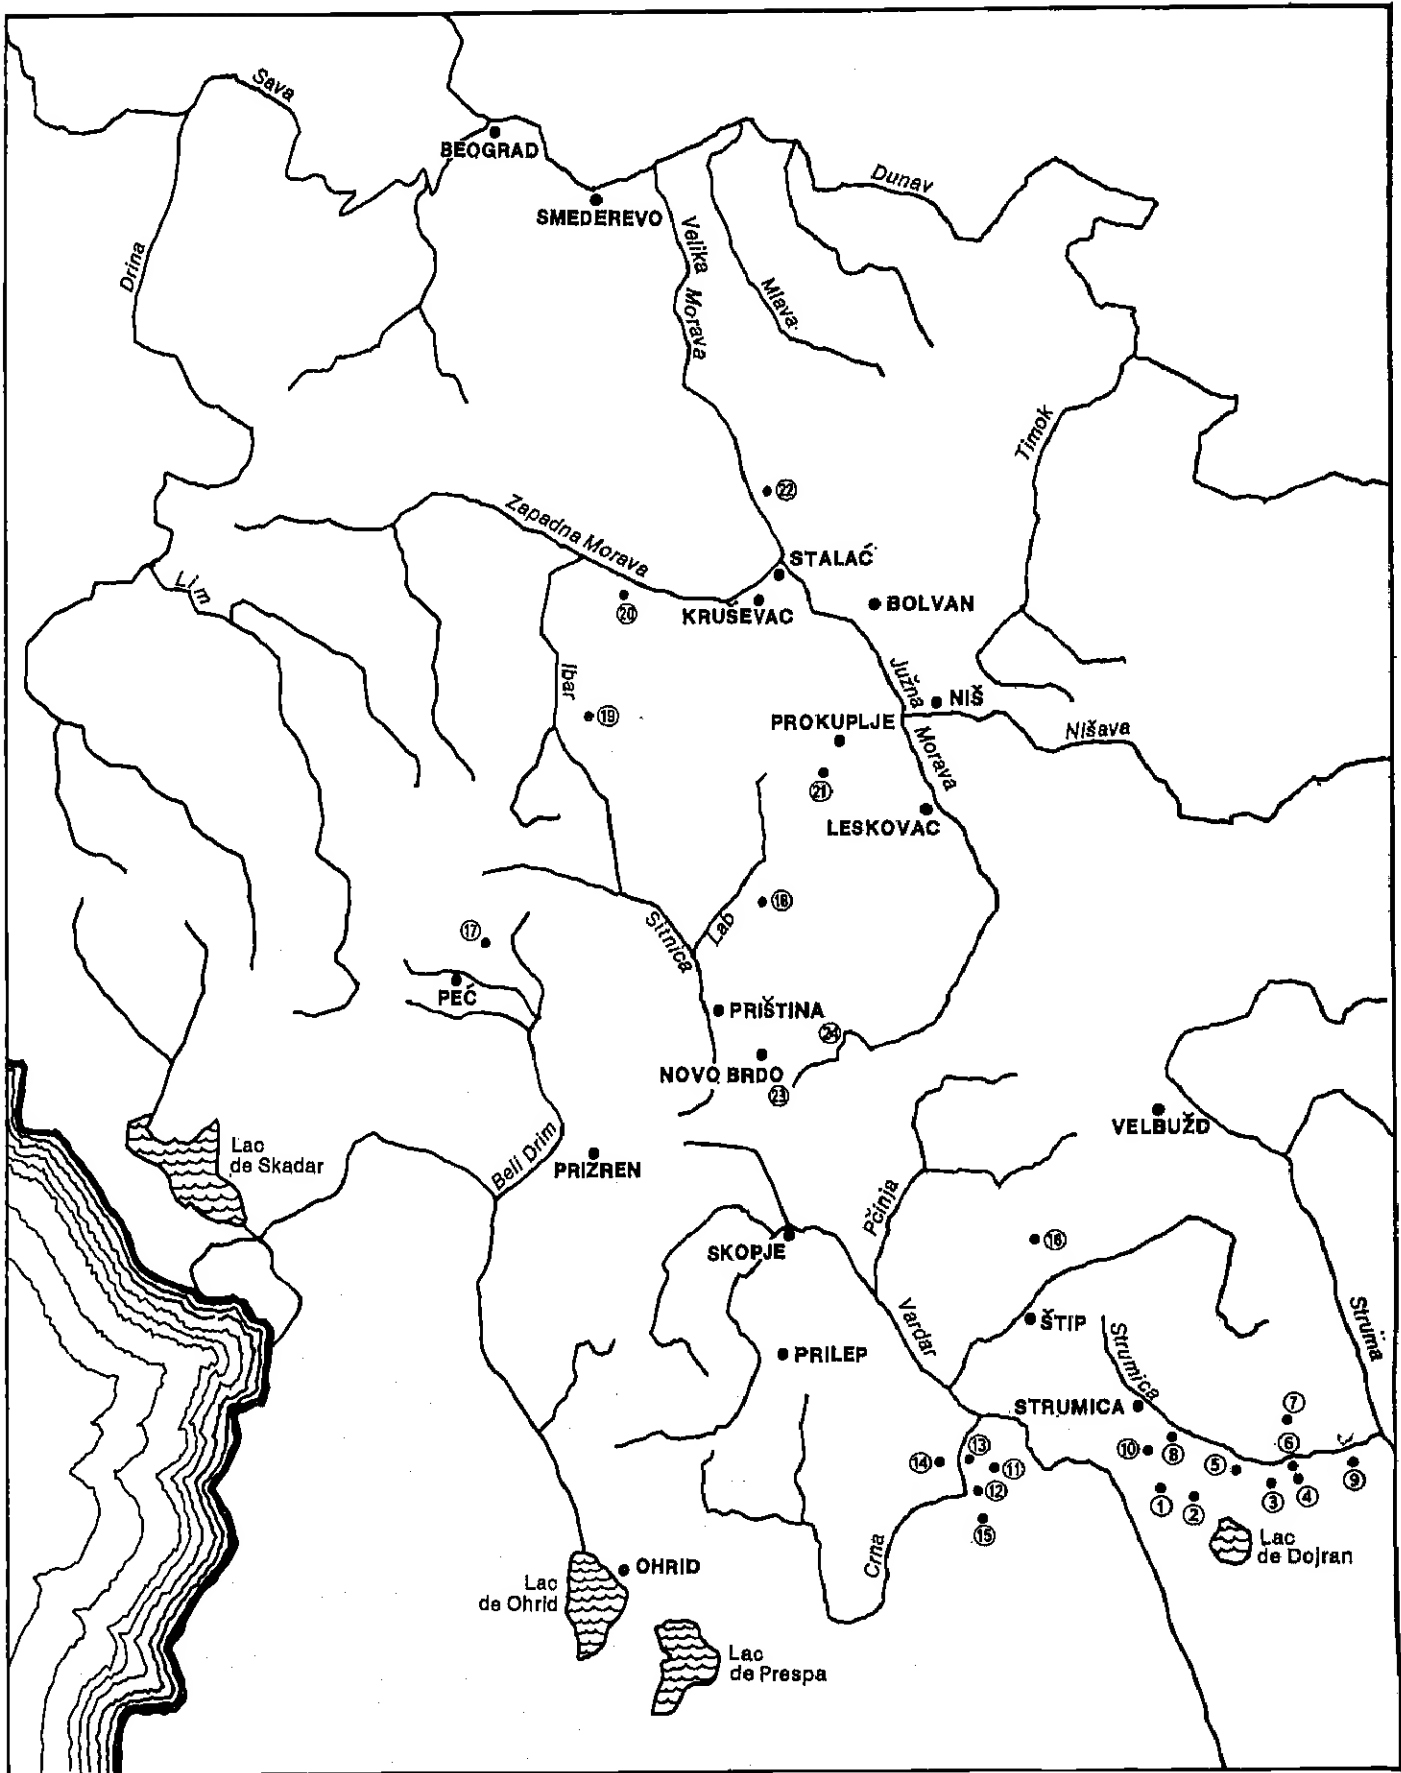 Sava
BEOGRAD
Dunav
SMEDEREVO
Velika
Morava
Drina
Mlava
Timok
22
Zapadna Morava
STALAĆ
Lim
20
KRUŠEVAC
BOLVAN
Ibar
Južna
NIŠ
19
PROKUPLJE
Morava
Nišava
21
LESKOVAC
18
Lab
Sitnica
17
PEĆ
PRIŠTINA
24
NOVO BRDO
23
VELBUŽD
Lac
de Skadar
Beli Drim
PRIZREN
Pčinja
SKOPJE
16
Vardar
ŠTIP
Strumica
Struma
PRILEP
STRUMICA
7
13
10
8
6
14
11
5
9
12
1
2
3
4
15
Crna
Lac
de Dojran
OHRID
Lac
de Ohrid
Lac
de Prespa